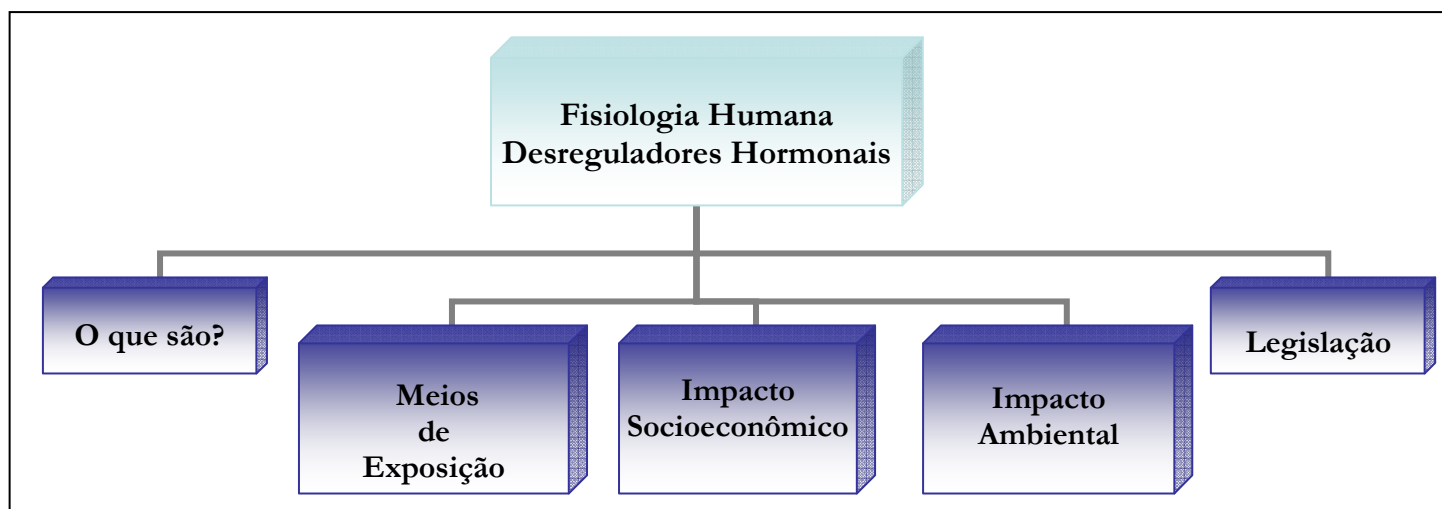 Fisiologia Humana
Desreguladores Hormonais
O que são?
Meios
de
Exposição
Impacto
Socioeconômico
Impacto
Ambiental
Legislação